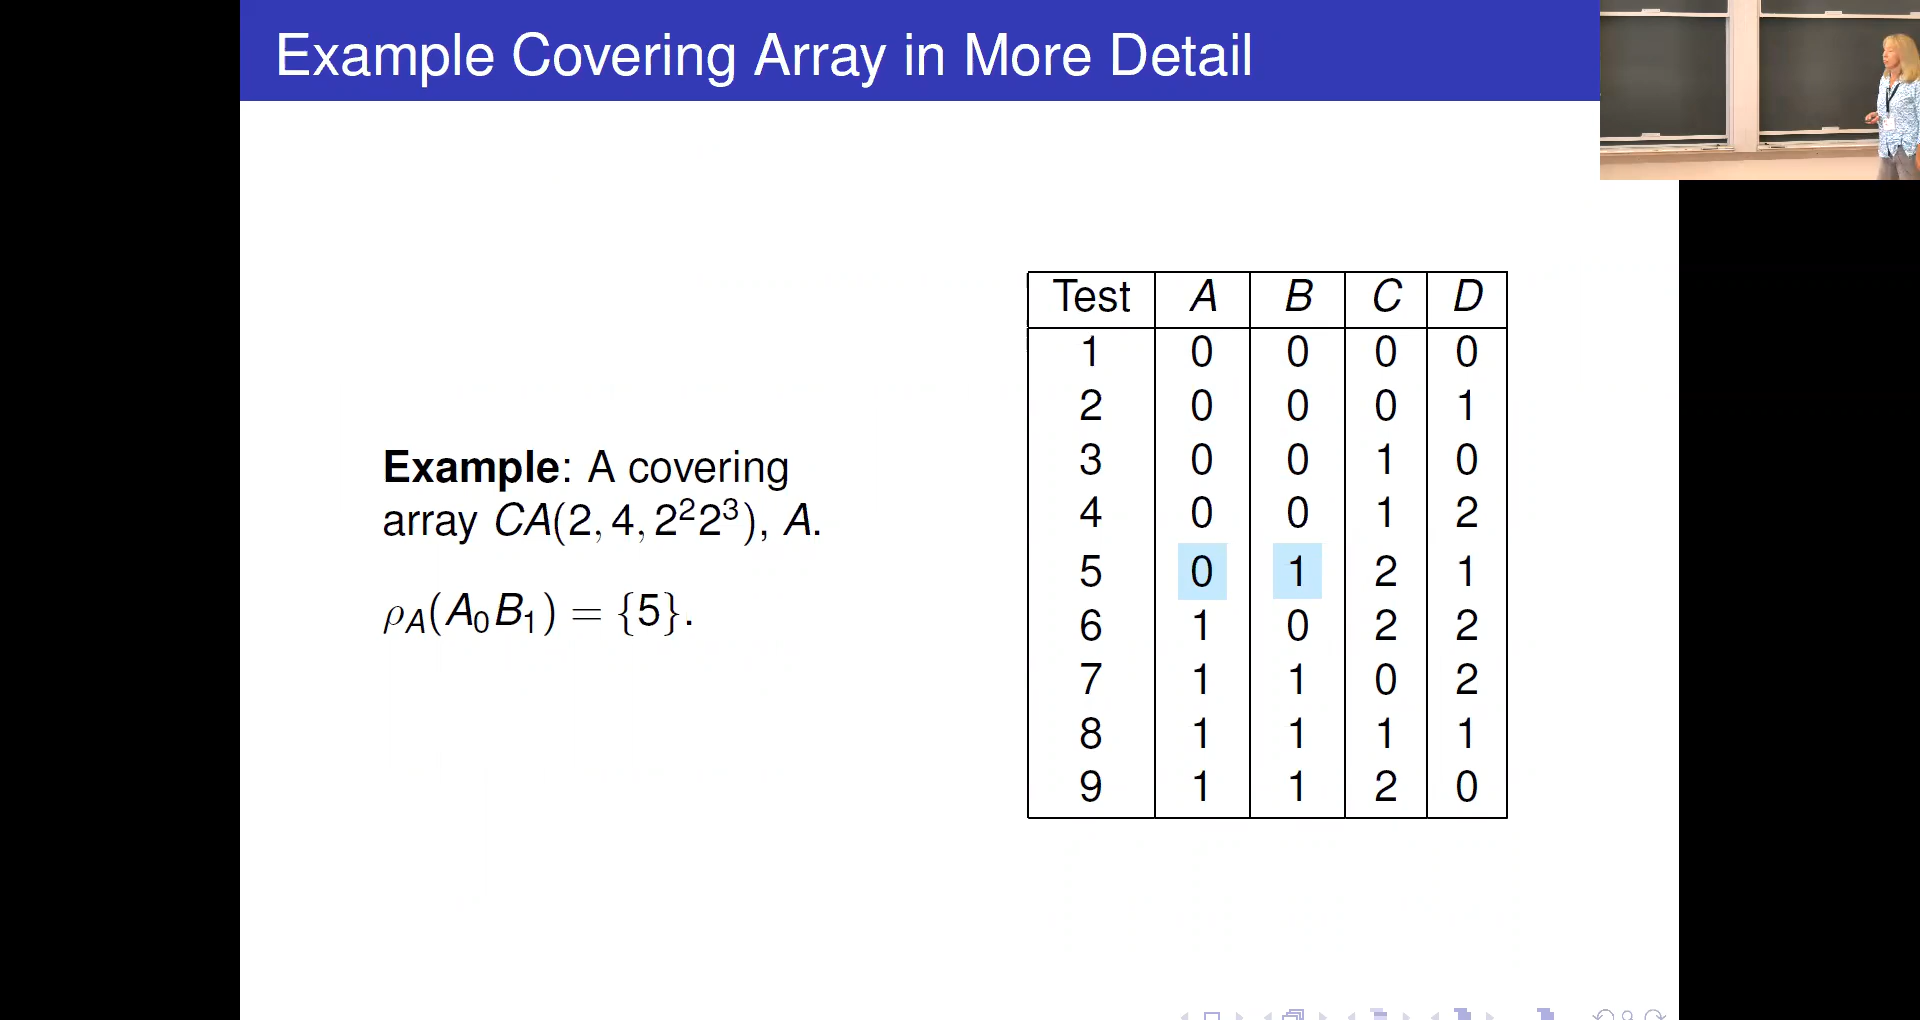 Example Covering Array in More Detail
Example: A covering
array CA(2, 4, 2²2³), A.
ρ_A(A₀B₁) = {5}.
Test A B C D
1 0 0 0 0
2 0 0 0 1
3 0 0 1 0
4 0 0 1 2
5 0 1 2 1
6 1 0 2 2
7 1 1 0 2
8 1 1 1 1
9 1 1 2 0